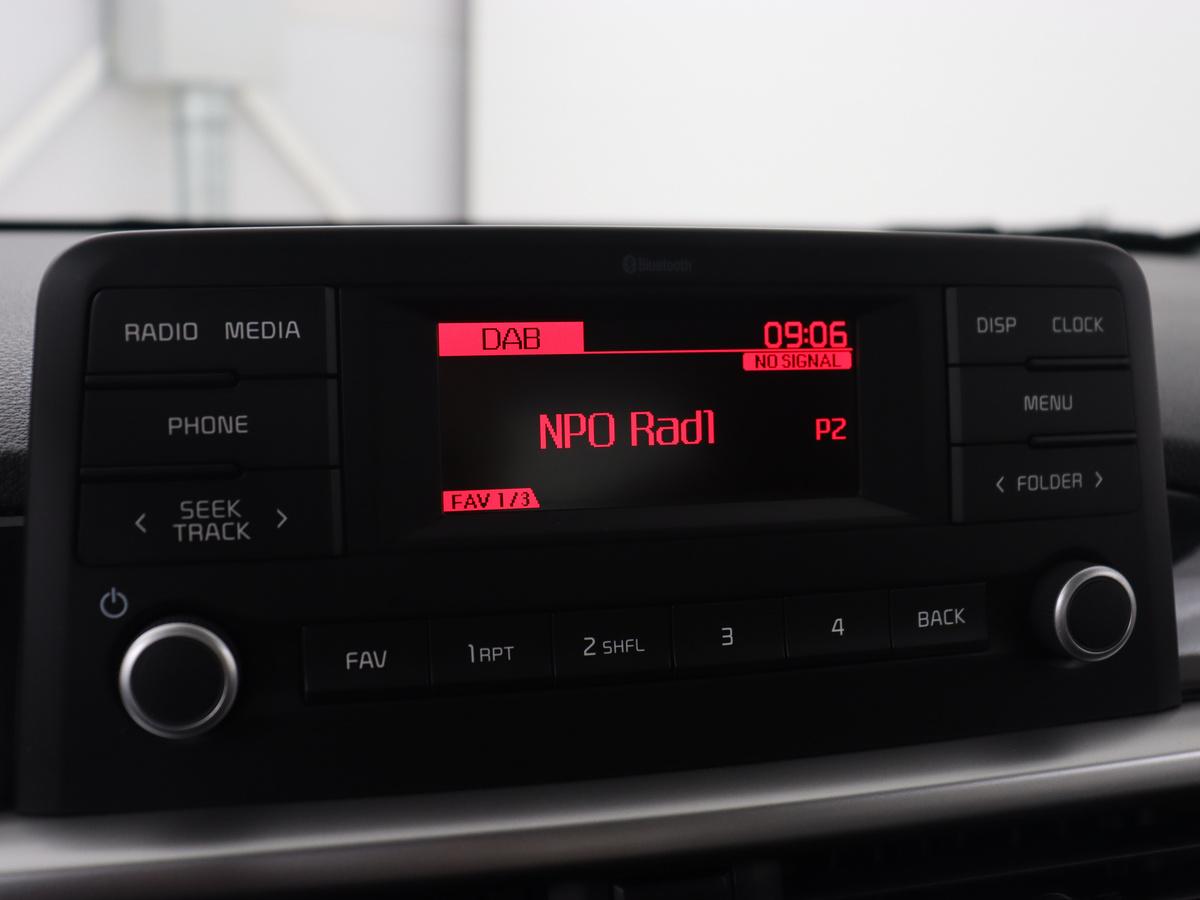 Bluetooth
RADIO MEDIA
DAB
09:06
DISP CLOCK
NO SIGNAL
PHONE
NPO Rad1
P2
MENU
FAV 1/3
< FOLDER >
< SEEK
TRACK >
FAV
1 RPT
2 SHFL
3
4
BACK